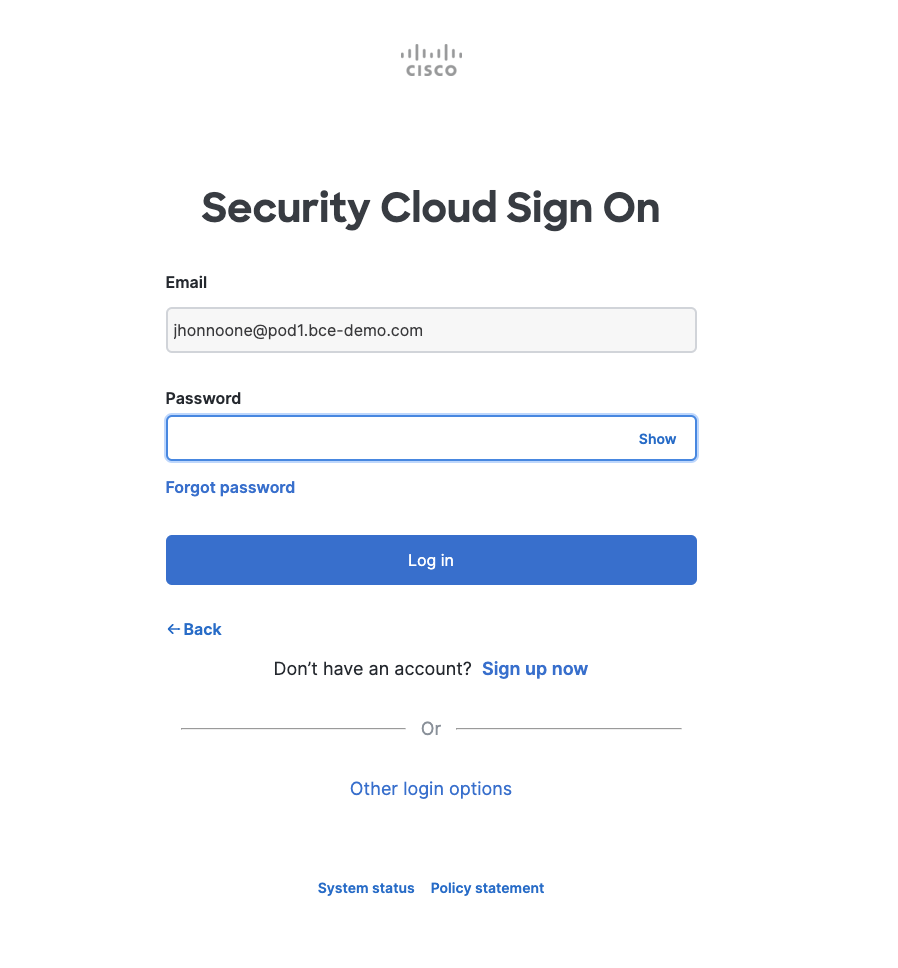 CISCO
Security Cloud Sign On
Email
jhonnoone@pod1.bce-demo.com
Password
Show
Forgot password
Log in
← Back
Don’t have an account? Sign up now
Or
Other login options
System status Policy statement